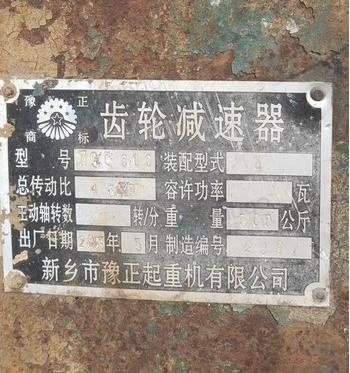 豫 正
商 标
齿轮减速器
型 号 装配型式
总传动比 容许功率 瓦
主动轴转数 转/分 重 量 公斤
出厂日期 年 5月 制造编号
新乡市豫正起重机有限公司